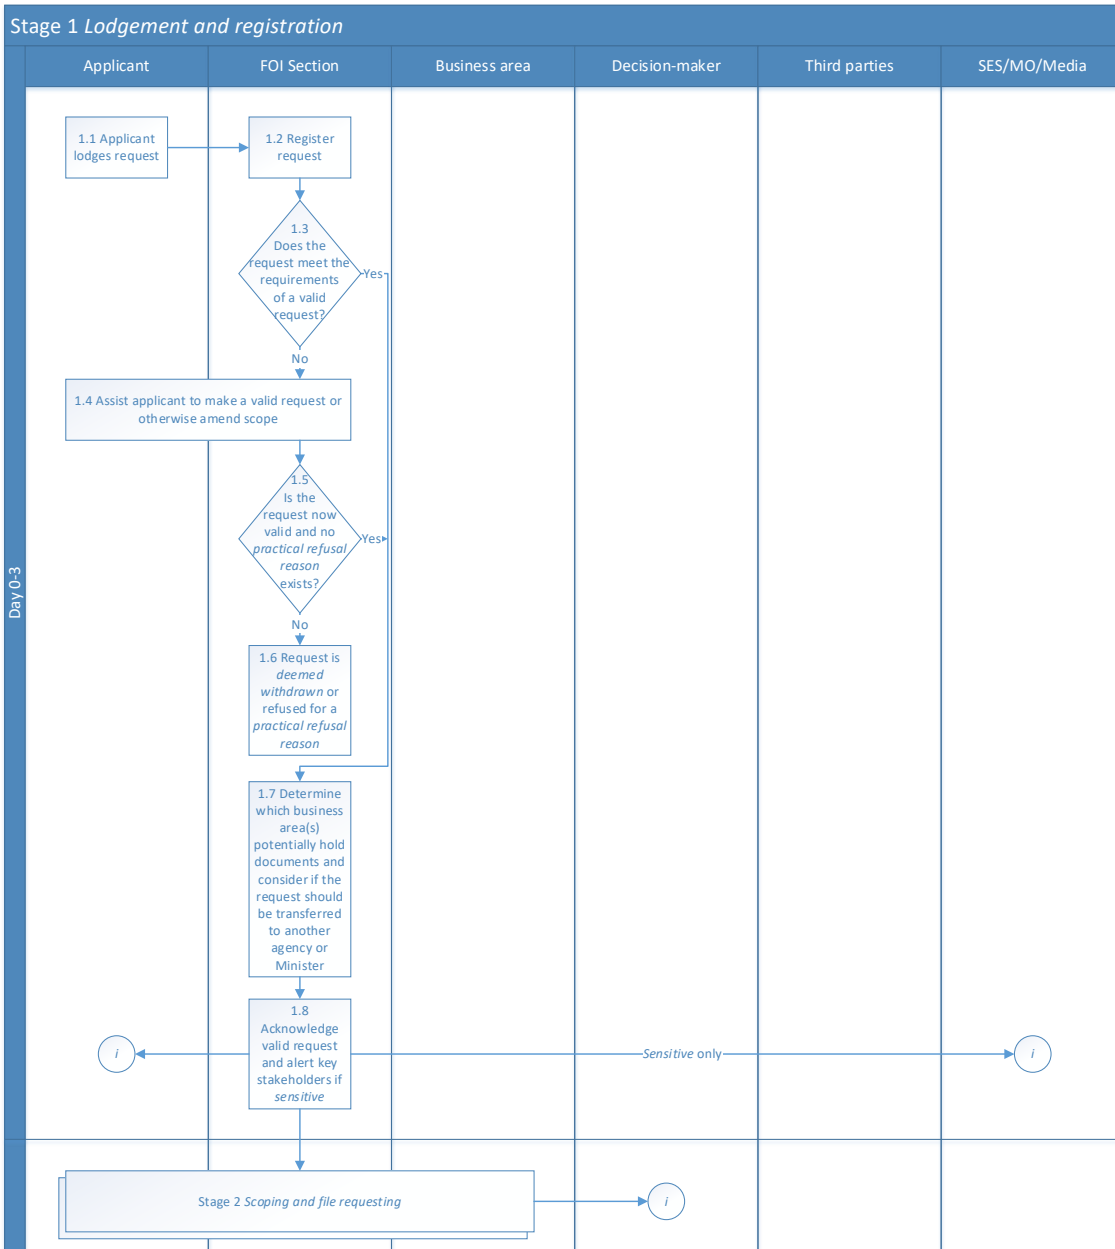 Stage 1 Lodgement and registration
Applicant
FOI Section
Business area
Decision-maker
Third parties
SES/MO/Media
Day 0-3
1.1 Applicant
lodges request
1.2 Register
request
1.3
Does the
request meet the
requirements
of a valid
request?
Yes
No
1.4 Assist applicant to make a valid request or
otherwise amend scope
1.5
Is the
request now
valid and no
practical refusal
reason
exists?
Yes
No
1.6 Request is
deemed
withdrawn or
refused for a
practical refusal
reason
1.7 Determine
which business
area(s)
potentially hold
documents and
consider if the
request should
be transferred
to another
agency or
Minister
1.8
Acknowledge
valid request
and alert key
stakeholders if
sensitive
i
Sensitive only
i
Stage 2 Scoping and file requesting
i